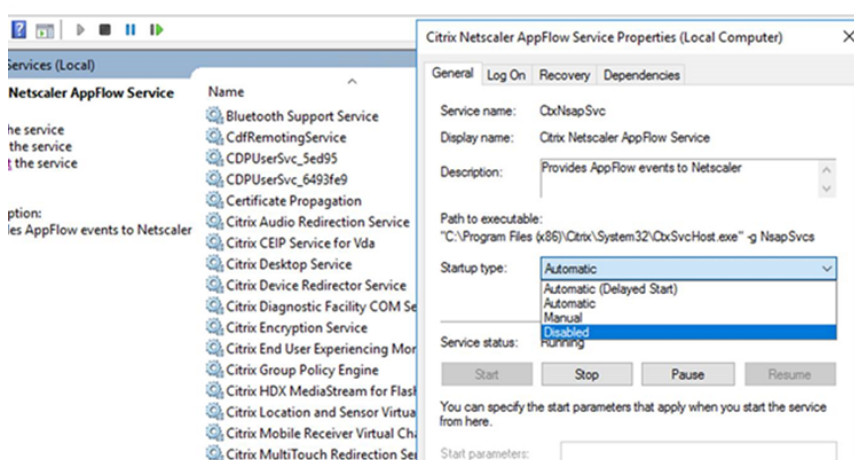 Services (Local)
Netscaler AppFlow Service
he service
the service
t the service
ption:
les AppFlow events to Netscaler
Name
Bluetooth Support Service
CdfRemotingService
CDPUserSvc_5ed95
CDPUserSvc_6493fe9
Certificate Propagation
Citrix Audio Redirection Service
Citrix CEIP Service for Vda
Citrix Desktop Service
Citrix Device Redirector Service
Citrix Diagnostic Facility COM Se
Citrix Encryption Service
Citrix End User Experiencing Mor
Citrix Group Policy Engine
Citrix HDX MediaStream for Flash
Citrix Location and Sensor Virtua
Citrix Mobile Receiver Virtual Cha
Citrix MultiTouch Redirection Ser
Citrix Netscaler AppFlow Service Properties (Local Computer)
General Log On Recovery Dependencies
Service name: CtxNsapSvc
Display name: Citrix Netscaler AppFlow Service
Description: Provides AppFlow events to Netscaler
Path to executable:
"C:\Program Files (x86)\Citrix\System32\CtxSvcHost.exe" -g NsapSvcs
Startup type: Automatic
Automatic (Delayed Start)
Automatic
Manual
Disabled
Service status: Running
Start Stop Pause Resume
You can specify the start parameters that apply when you start the service
from here.
Start parameters: